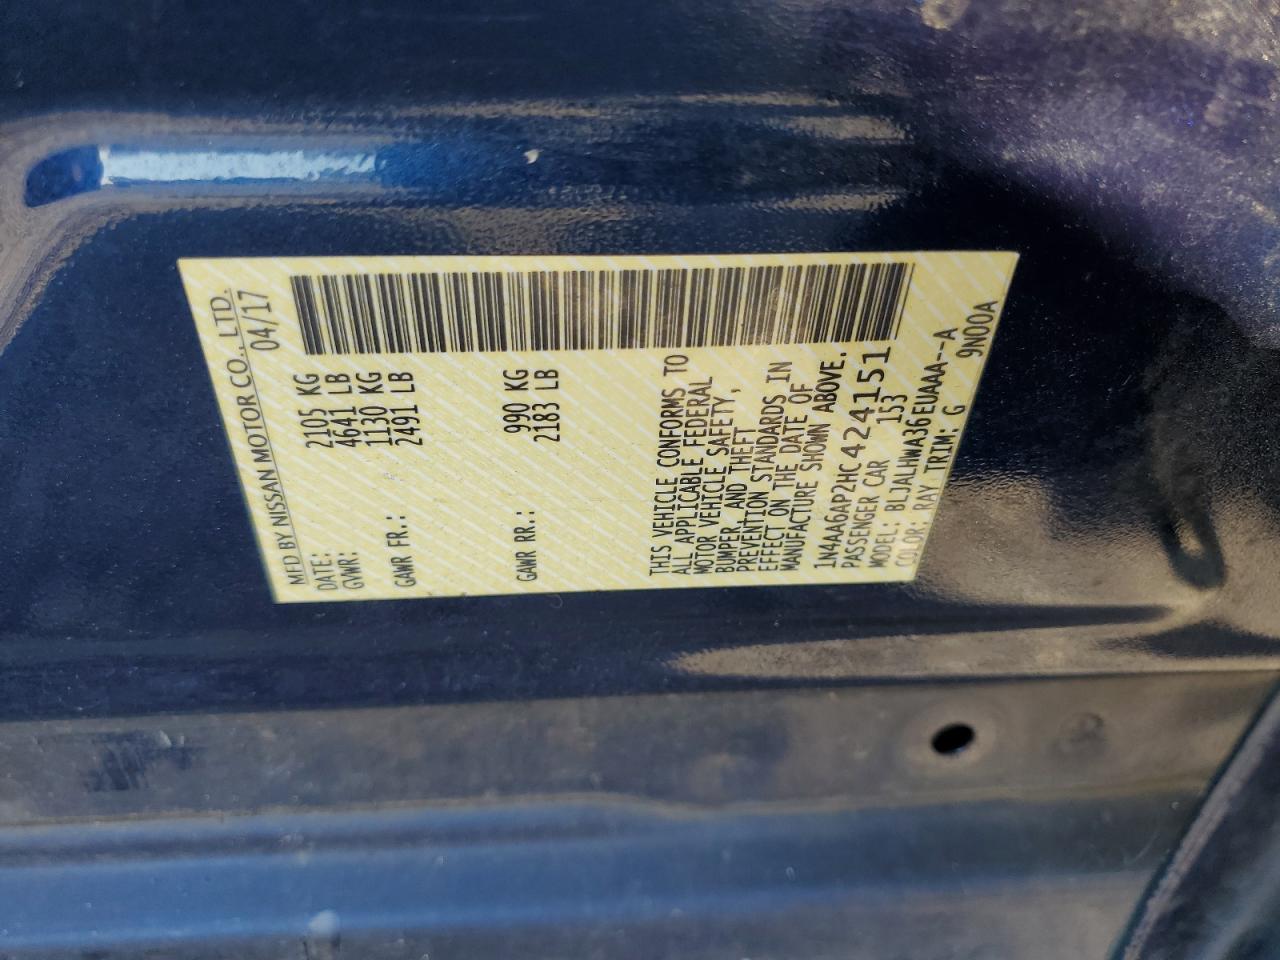 MFD BY NISSAN MOTOR CO., LTD.
DATE: 04/17
GVWR: 2105 KG
4641 LB
GAWR FR.: 1130 KG
2491 LB
GAWR RR.: 990 KG
2183 LB
THIS VEHICLE CONFORMS TO
ALL APPLICABLE FEDERAL
MOTOR VEHICLE SAFETY,
BUMPER, AND THEFT
PREVENTION STANDARDS IN
EFFECT ON THE DATE OF
MANUFACTURE SHOWN ABOVE.
1N4AA6AP2HC424151
PASSENGER CAR 153
MODEL: BLJALHWA36EUAAA--A
COLOR: RAY TRIM: G 9N00A